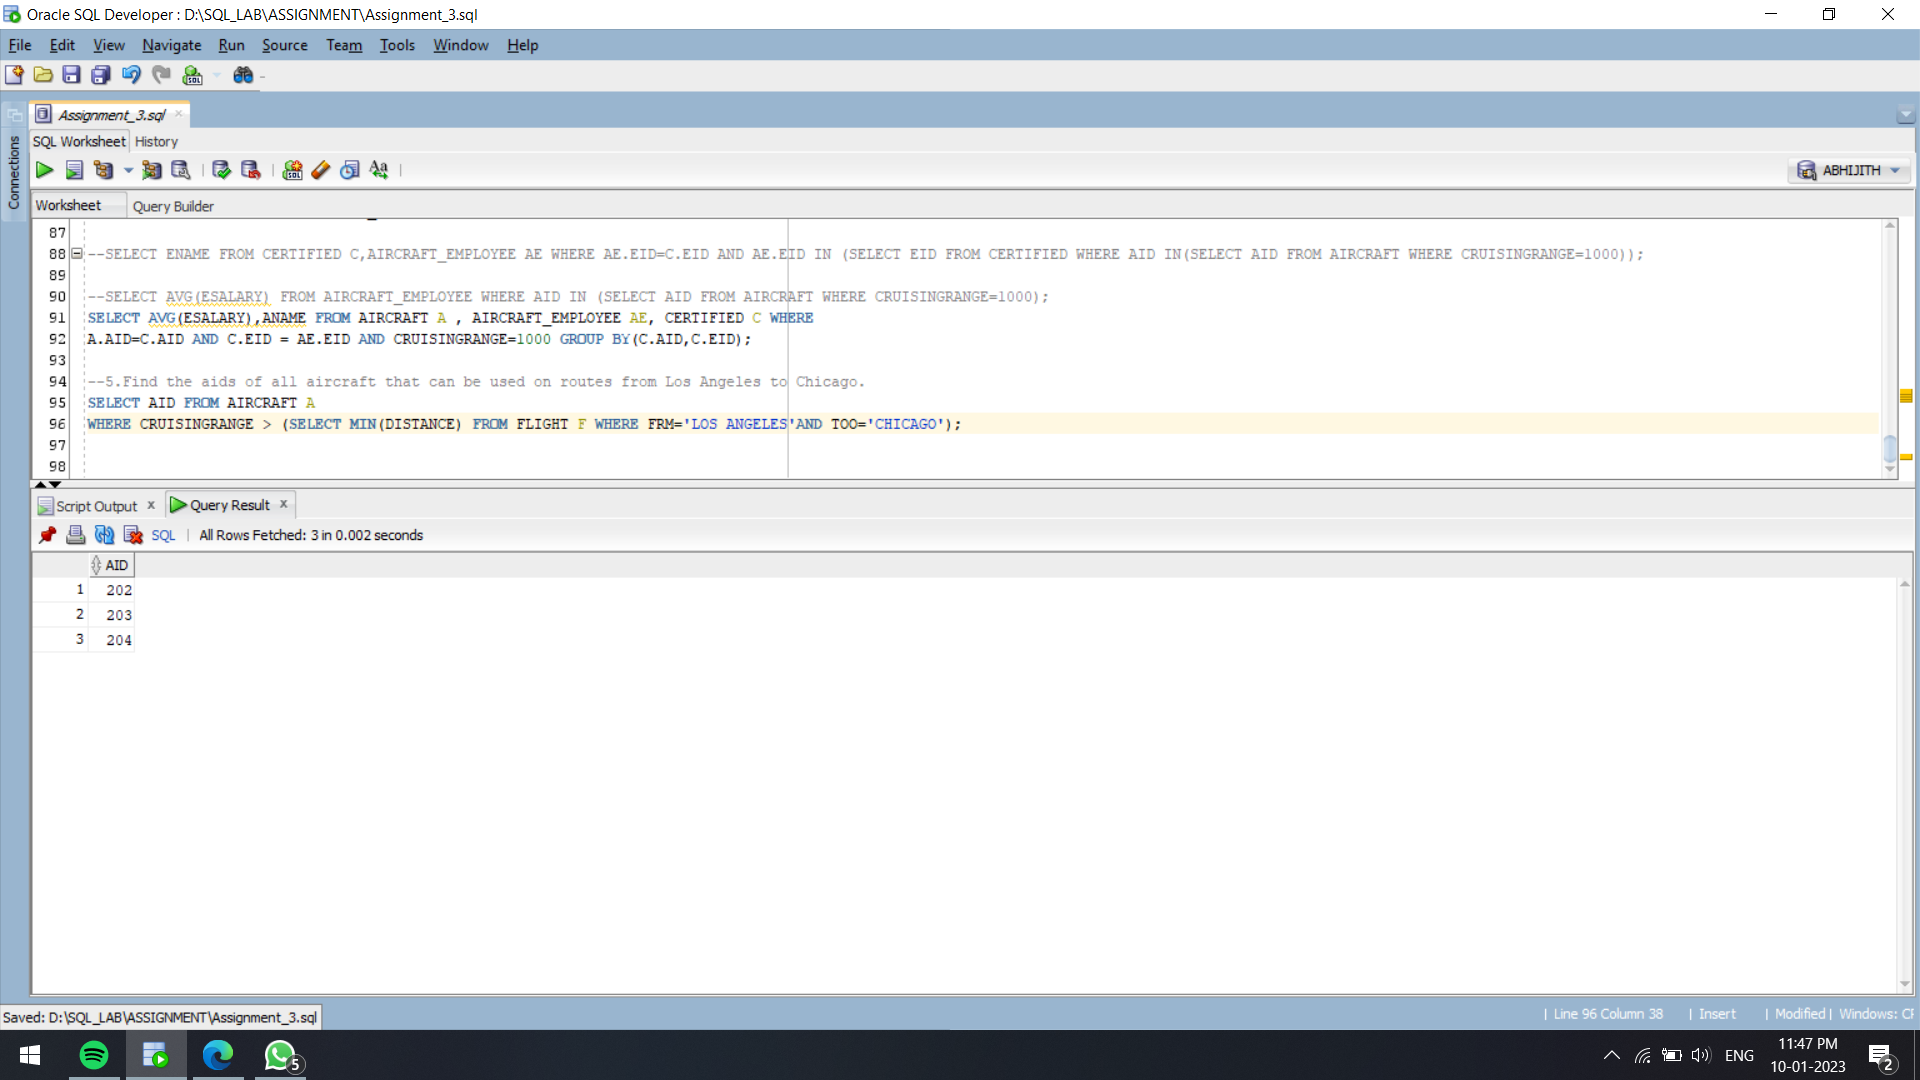 Oracle SQL Developer : D:\SQL_LAB\ASSIGNMENT\Assignment_3.sql
File Edit View Navigate Run Source Team Tools Window Help
Connections
Assignment_3.sql
SQL Worksheet History
ABHIJITH
Worksheet Query Builder
87
88 --SELECT ENAME FROM CERTIFIED C,AIRCRAFT_EMPLOYEE AE WHERE AE.EID=C.EID AND AE.EID IN (SELECT EID FROM CERTIFIED WHERE AID IN(SELECT AID FROM AIRCRAFT WHERE CRUISINGRANGE=1000));
89
90 --SELECT AVG(ESALARY) FROM AIRCRAFT_EMPLOYEE WHERE AID IN (SELECT AID FROM AIRCRAFT WHERE CRUISINGRANGE=1000);
91 SELECT AVG(ESALARY),ANAME FROM AIRCRAFT A , AIRCRAFT_EMPLOYEE AE, CERTIFIED C WHERE
92 A.AID=C.AID AND C.EID = AE.EID AND CRUISINGRANGE=1000 GROUP BY(C.AID,C.EID);
93
94 --5.Find the aids of all aircraft that can be used on routes from Los Angeles to Chicago.
95 SELECT AID FROM AIRCRAFT A
96 WHERE CRUISINGRANGE > (SELECT MIN(DISTANCE) FROM FLIGHT F WHERE FRM='LOS ANGELES'AND TOO='CHICAGO');
97
98
Script Output x Query Result x
SQL | All Rows Fetched: 3 in 0.002 seconds
AID
1 202
2 203
3 204
Saved: D:\SQL_LAB\ASSIGNMENT\Assignment_3.sql
| Line 96 Column 38 | Insert | Modified | Windows:
5
ENG
11:47 PM
10-01-2023
2